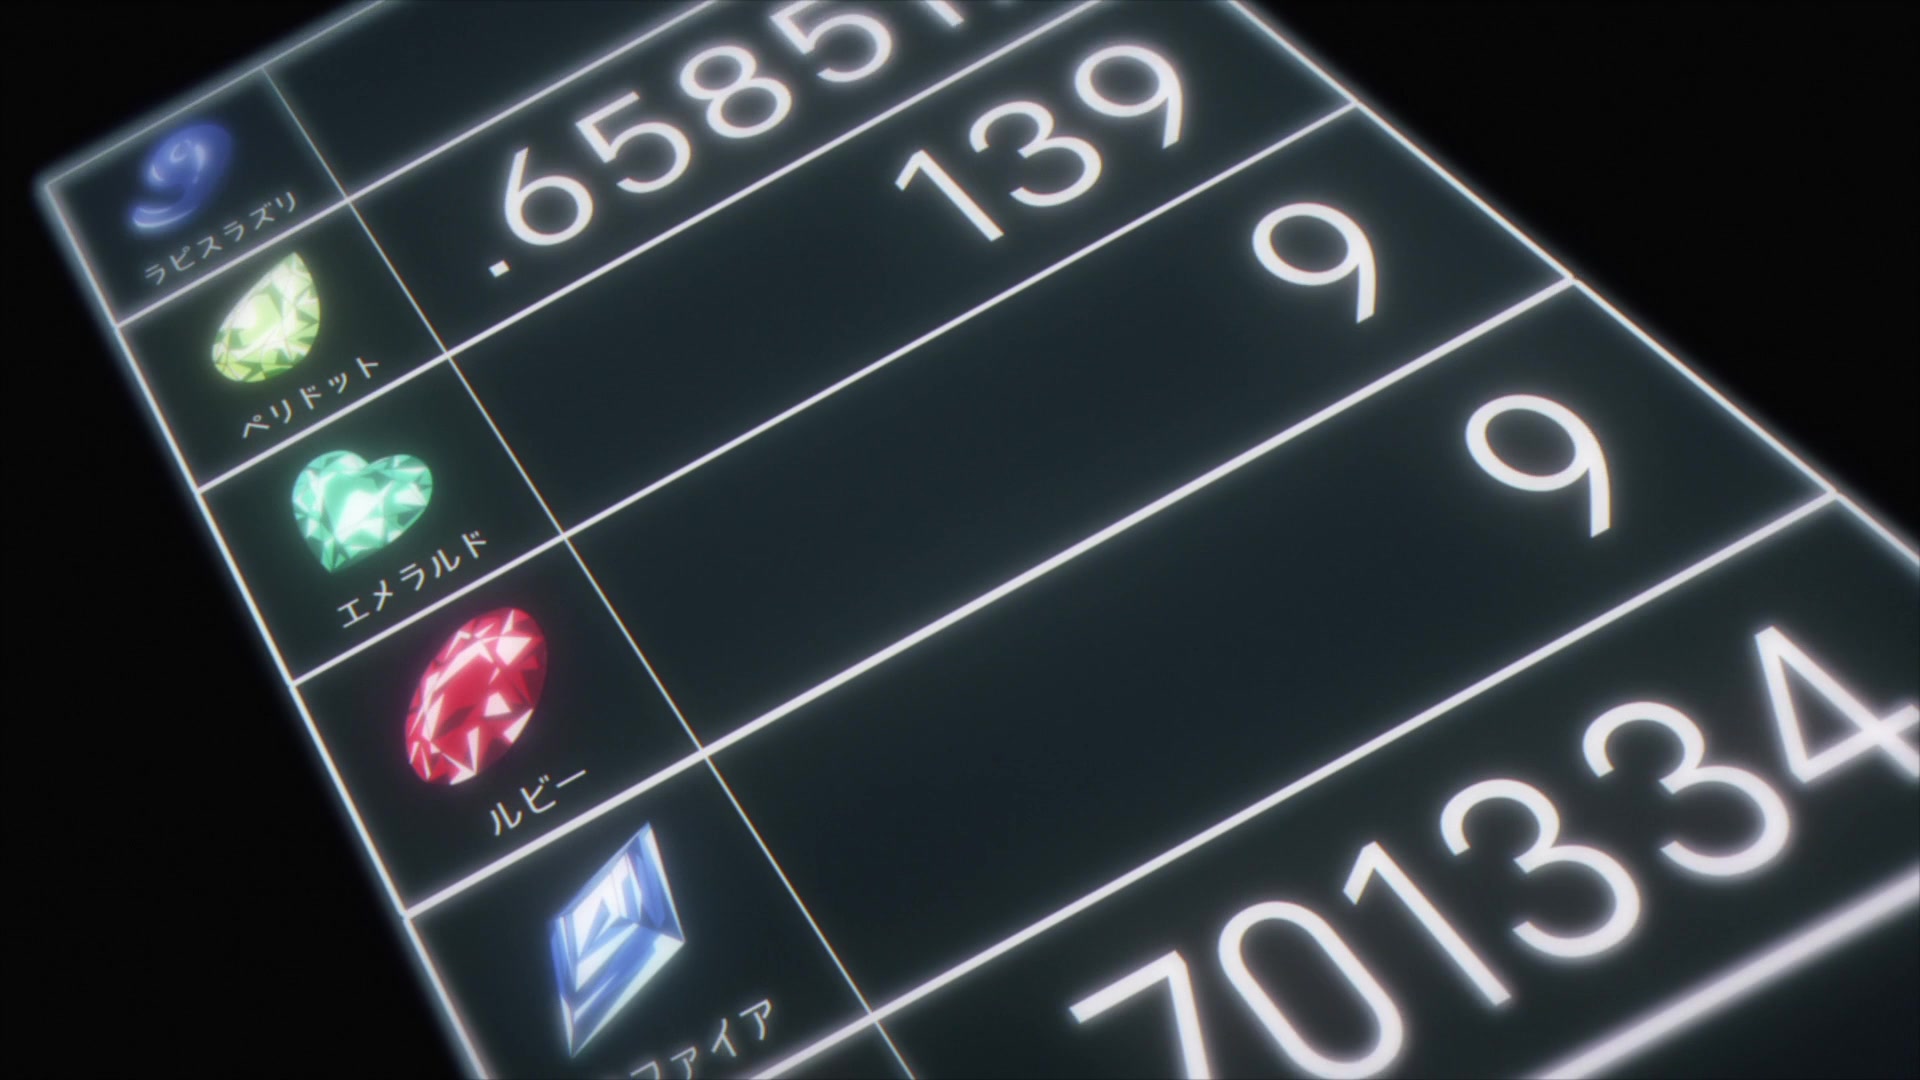 ラピスラズリ
ペリドット .65851
エメラルド 139
ルビー 9
ファイア 9
701334